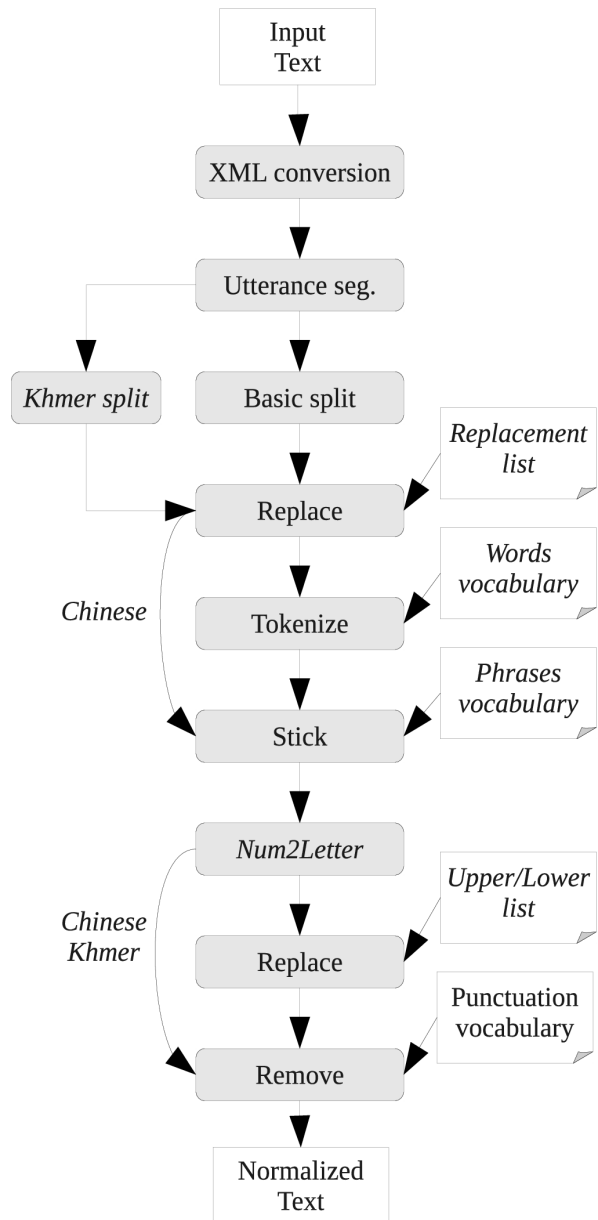 Input
Text
XML conversion
Utterance seg.
Khmer split
Basic split
Replacement
list
Replace
Words
vocabulary
Chinese
Tokenize
Phrases
vocabulary
Stick
Num2Letter
Upper/Lower
list
Chinese
Khmer
Replace
Punctuation
vocabulary
Remove
Normalized
Text